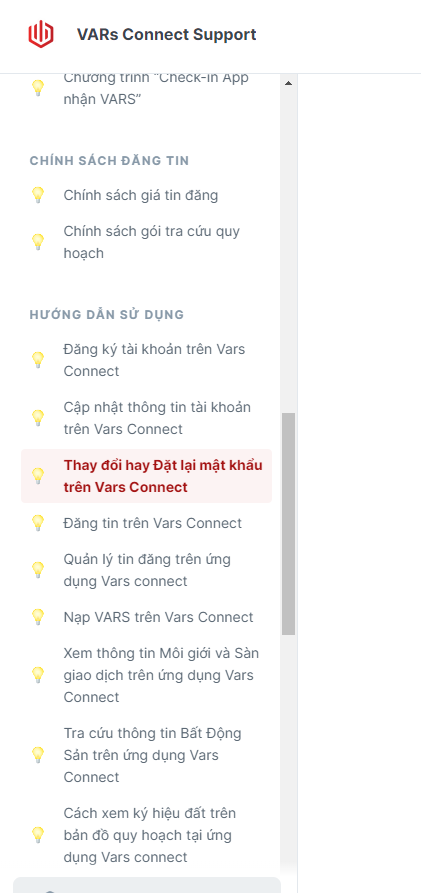 VARs Connect Support
Chương trình “Check-In App
nhận VARS”
CHÍNH SÁCH ĐĂNG TIN
Chính sách giá tin đăng
Chính sách gói tra cứu quy
hoạch
HƯỚNG DẪN SỬ DỤNG
Đăng ký tài khoản trên Vars
Connect
Cập nhật thông tin tài khoản
trên Vars Connect
Thay đổi hay Đặt lại mật khẩu
trên Vars Connect
Đăng tin trên Vars Connect
Quản lý tin đăng trên ứng
dụng Vars connect
Nạp VARS trên Vars Connect
Xem thông tin Môi giới và Sàn
giao dịch trên ứng dụng Vars
Connect
Tra cứu thông tin Bất Động
Sản trên ứng dụng Vars
Connect
Cách xem ký hiệu đất trên
bản đồ quy hoạch tại ứng
dụng Vars connect